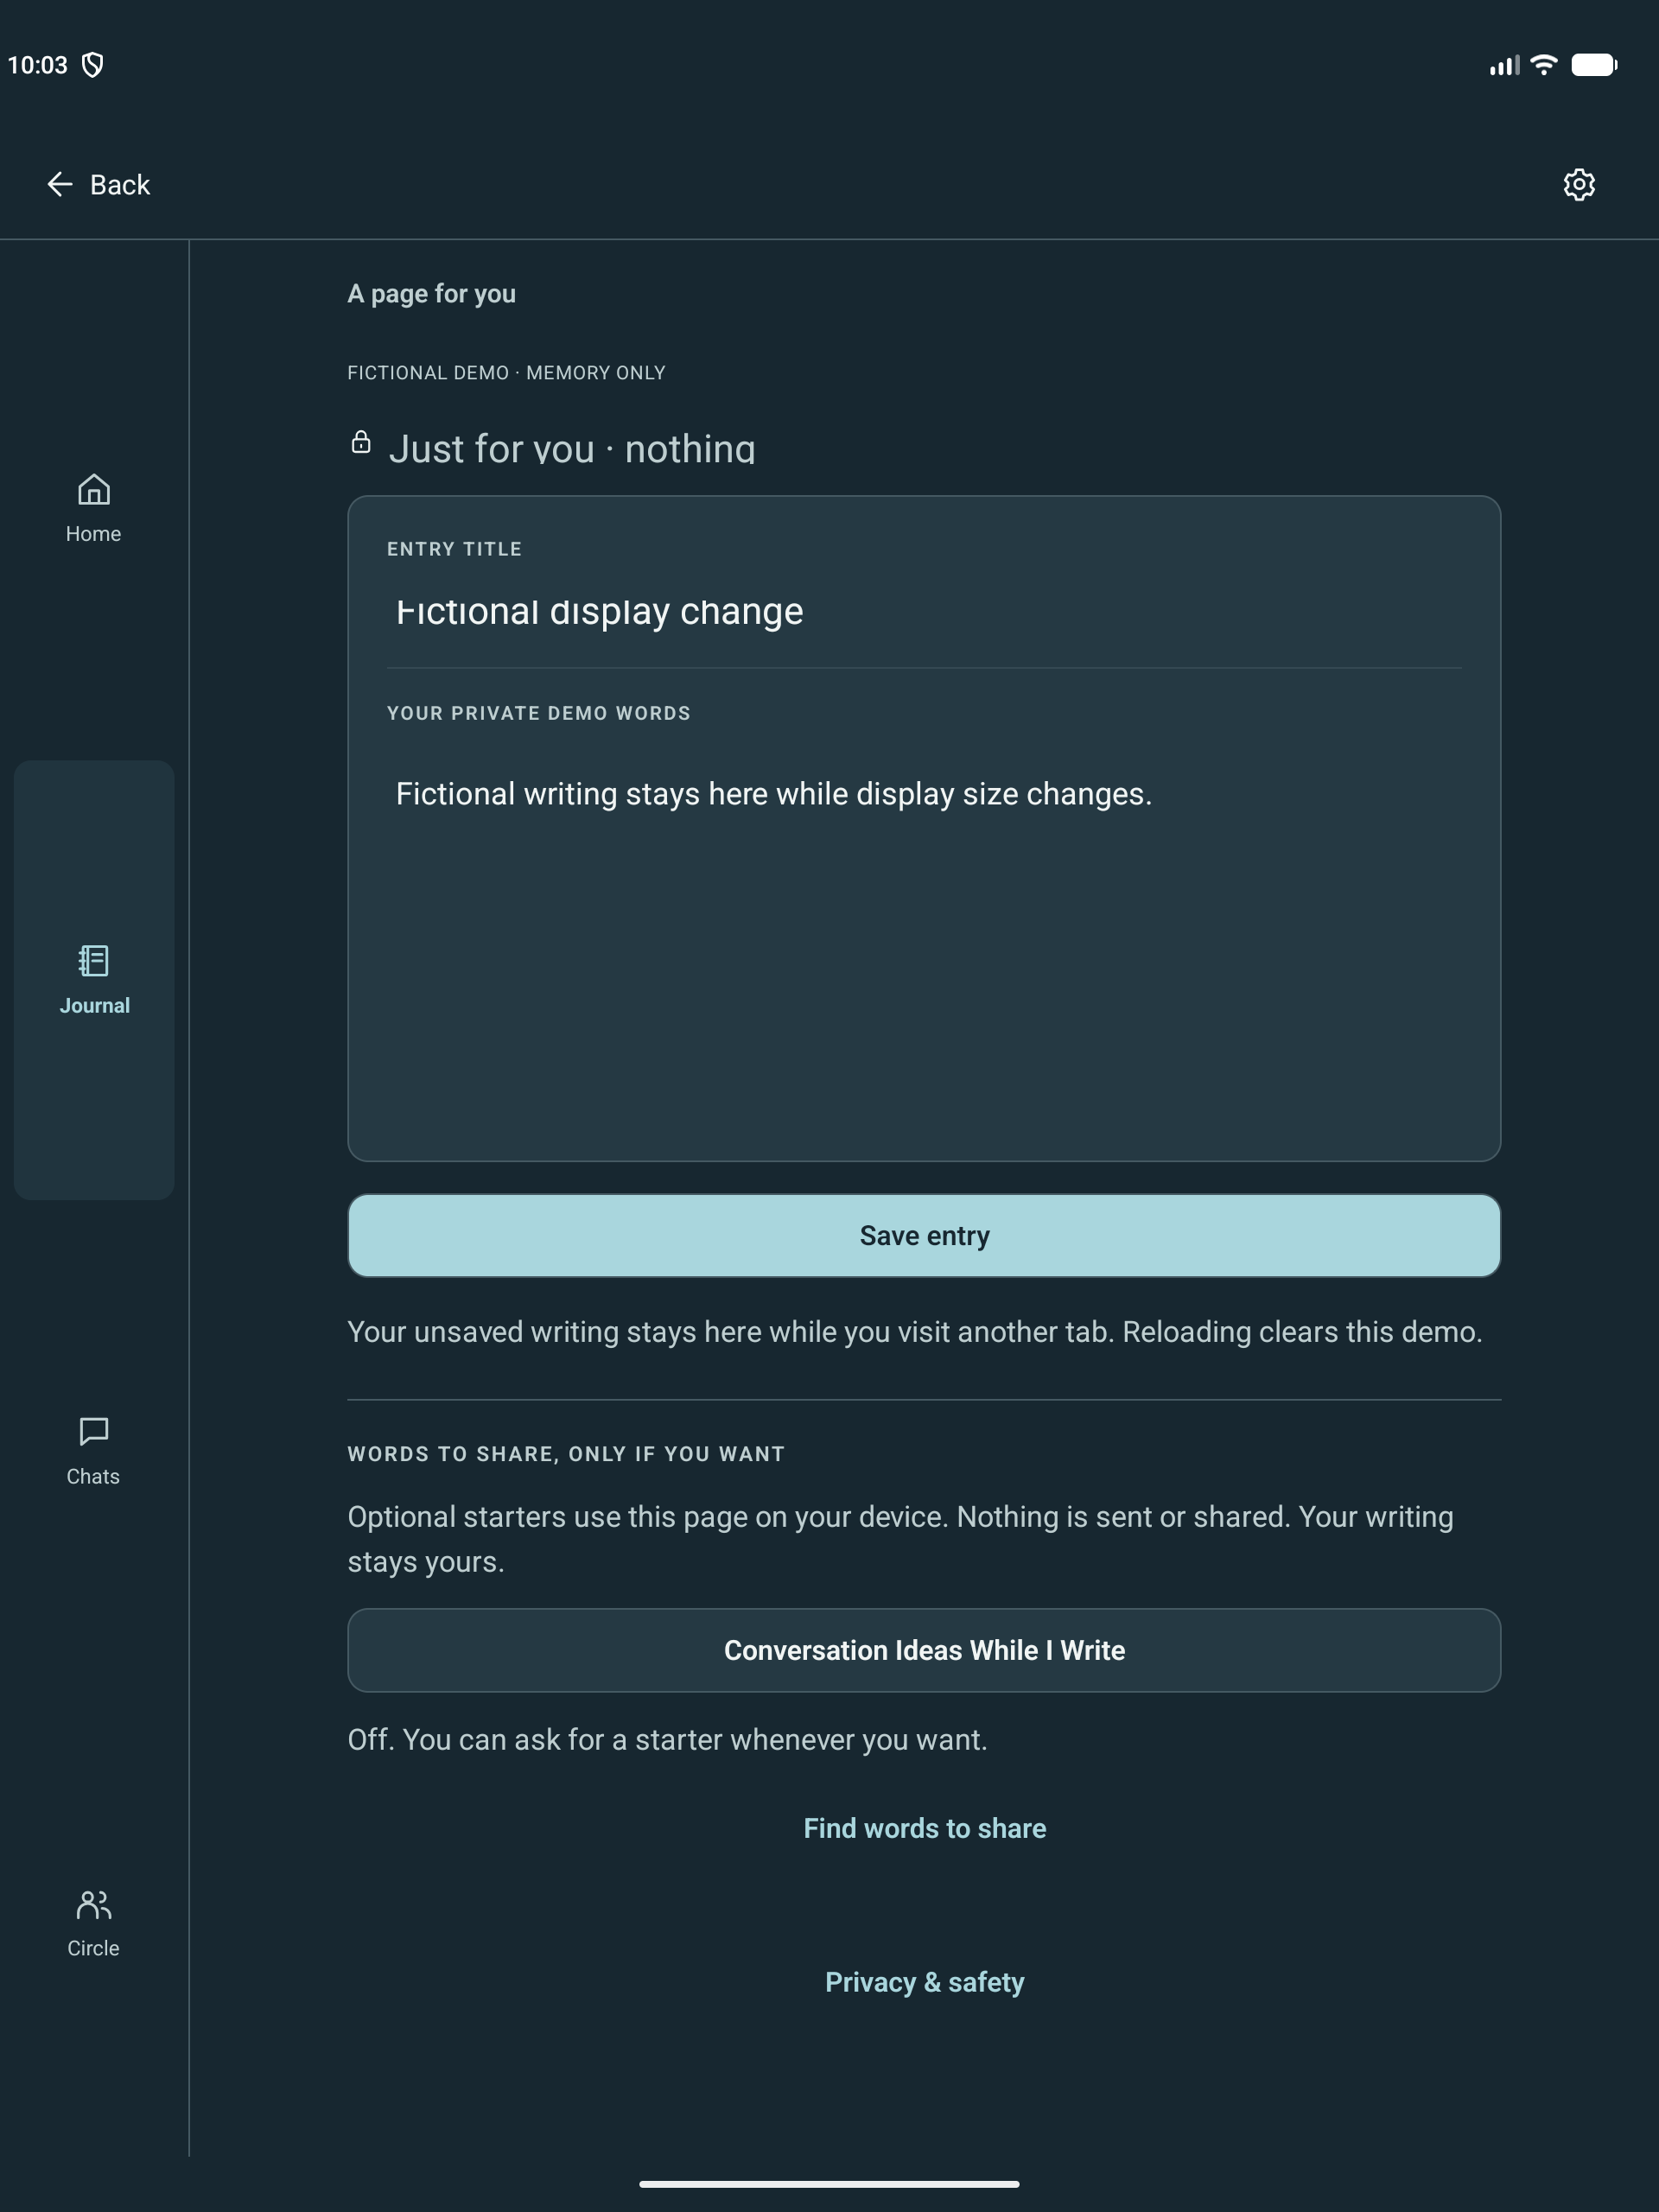 10:03
Back
A page for you
FICTIONAL DEMO · MEMORY ONLY
Just for you · nothing
ENTRY TITLE
Fictional display change
YOUR PRIVATE DEMO WORDS
Fictional writing stays here while display size changes.
Save entry
Your unsaved writing stays here while you visit another tab. Reloading clears this demo.
WORDS TO SHARE, ONLY IF YOU WANT
Optional starters use this page on your device. Nothing is sent or shared. Your writing
stays yours.
Conversation Ideas While I Write
Off. You can ask for a starter whenever you want.
Find words to share
Privacy & safety
Home
Journal
Chats
Circle